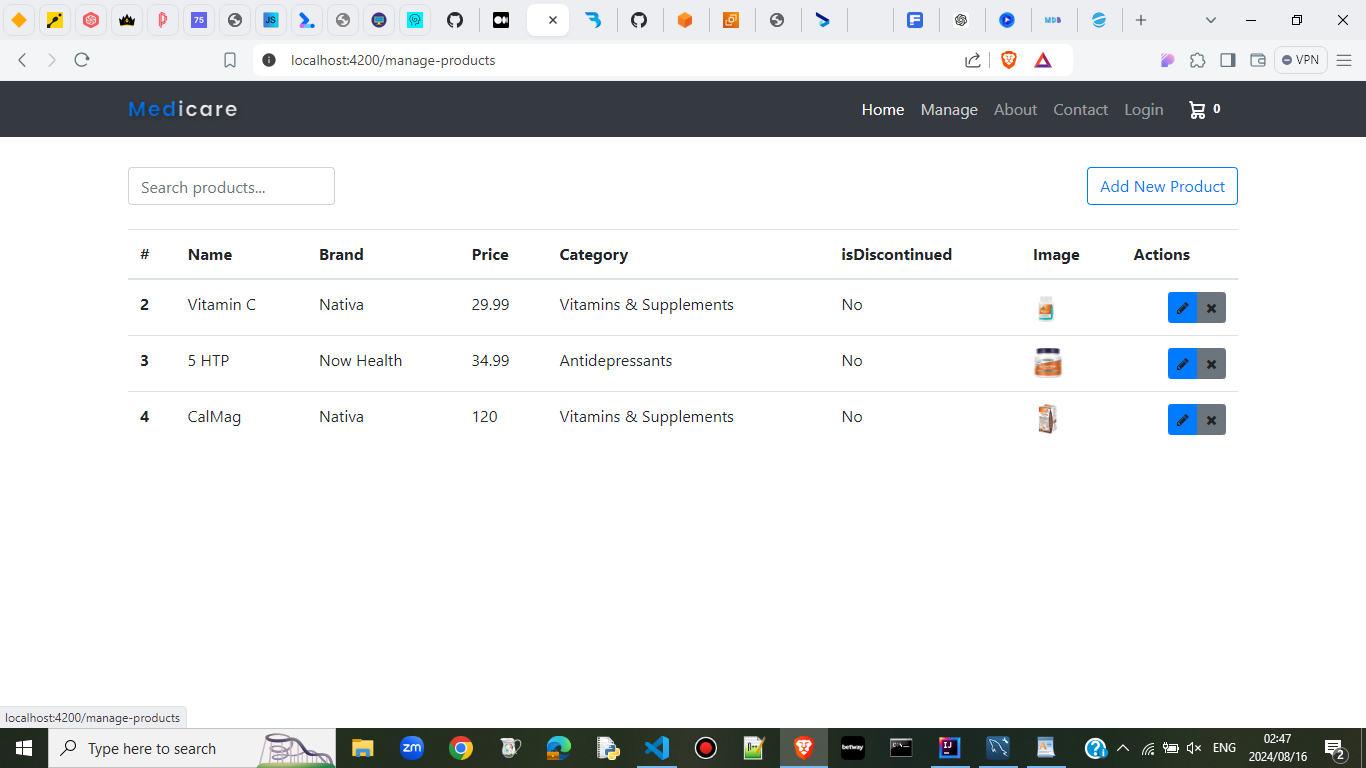 75
JS
MDB
localhost:4200/manage-products
VPN
Medicare
Home Manage About Contact Login 0
Search products...
Add New Product
# Name Brand Price Category isDiscontinued Image Actions
2 Vitamin C Nativa 29.99 Vitamins & Supplements No
3 5 HTP Now Health 34.99 Antidepressants No
4 CalMag Nativa 120 Vitamins & Supplements No
localhost:4200/manage-products
Type here to search
zm
betway
IJ
ENG
02:47
2024/08/16
2